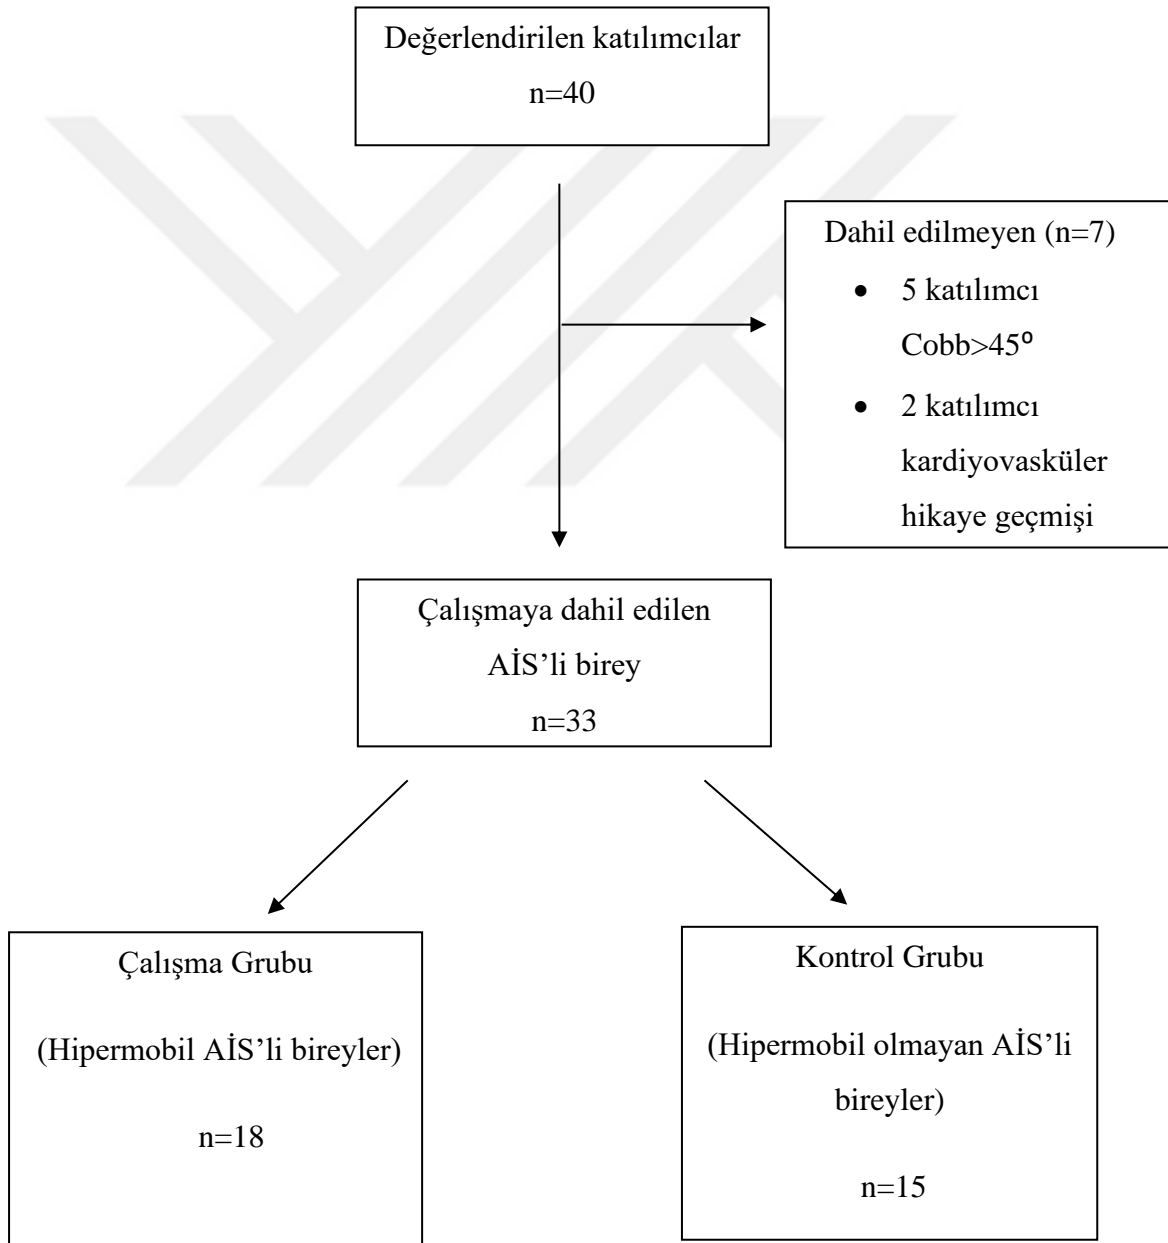 Değerlendirilen katılımcılar
n=40
Dahil edilmeyen (n=7)
• 5 katılımcı
Cobb>45⁰
• 2 katılımcı
kardiyovasküler
hikaye geçmişi
Çalışmaya dahil edilen
AİS’li birey
n=33
Çalışma Grubu
(Hipermobil AİS’li bireyler)
n=18
Kontrol Grubu
(Hipermobil olmayan AİS’li
bireyler)
n=15